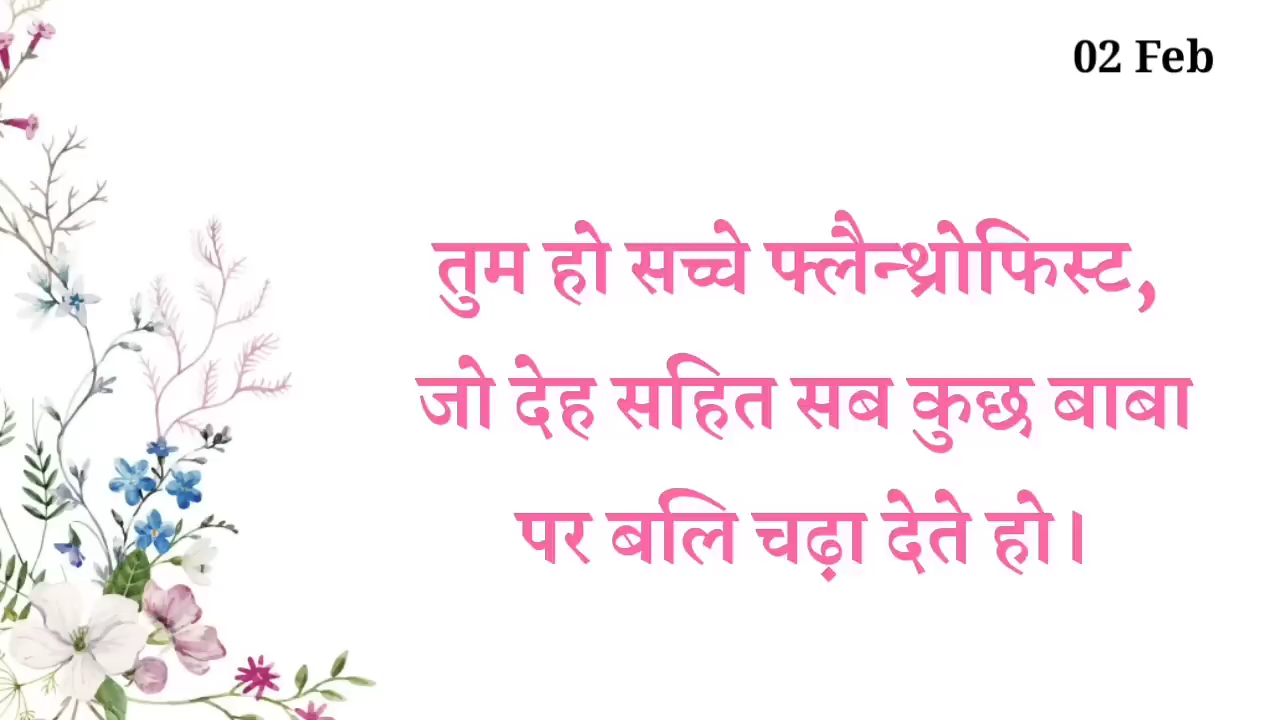 02 Feb
तुम हो सच्चे फ्लैन्थ्रोफिस्ट,
जो देह सहित सब कुछ बाबा
पर बलि चढ़ा देते हो।